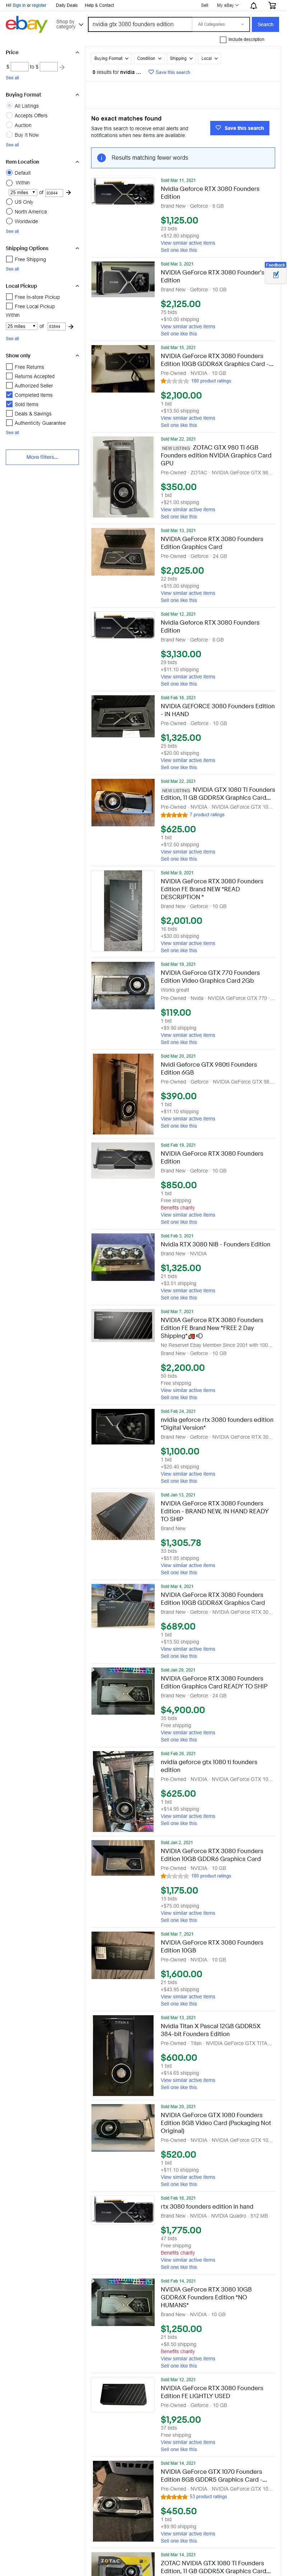 Hi! Sign in or register
Daily Deals
Help & Contact
Sell
My eBay
ebay
Shop by category
nvidia gtx 3080 founders edition
All Categories
Search
Include description
Price
$ to $
See all
Buying Format
All Listings
Accepts Offers
Auction
Buy It Now
See all
Item Location
Default
Within
25 miles of
US Only
North America
Worldwide
See all
Shipping Options
Free Shipping
See all
Local Pickup
Free In-store Pickup
Free Local Pickup
Within
25 miles of
See all
Show only
Free Returns
Returns Accepted
Authorized Seller
Completed Items
Sold Items
Deals & Savings
Authenticity Guarantee
See all
More filters...
Buying Format
Condition
Shipping
Local
0 results for nvidia ...
Save this search
No exact matches found
Save this search to receive email alerts and
notifications when new items are available.
Save this search
Results matching fewer words
Feedback
Sold Mar 11, 2021
Nvidia Geforce RTX 3080 Founders
Edition
Brand New · Geforce · 8 GB
$1,125.00
23 bids
+$12.80 shipping
View similar active items
Sell one like this
Sold Mar 3, 2021
NVIDIA GeForce RTX 3080 Founder's
Edition
Brand New · Geforce · 10 GB
$2,125.00
75 bids
+$10.00 shipping
View similar active items
Sell one like this
Sold Mar 15, 2021
NVIDIA GeForce RTX 3080 Founders
Edition 10GB GDDR6X Graphics Card -...
Pre-Owned · NVIDIA · 10 GB
188 product ratings
$2,100.00
1 bid
+$13.50 shipping
View similar active items
Sell one like this
Sold Mar 22, 2021
NEW LISTING ZOTAC GTX 980 Ti 6GB
Founders edition NVIDIA Graphics Card
GPU
Pre-Owned · ZOTAC · NVIDIA GeForce GTX 98...
$350.00
1 bid
+$21.00 shipping
View similar active items
Sell one like this
Sold Mar 13, 2021
NVIDIA GeForce RTX 3080 Founders
Edition Graphics Card
Pre-Owned · Geforce · 24 GB
$2,025.00
22 bids
+$15.00 shipping
View similar active items
Sell one like this
Sold Mar 12, 2021
Nvidia Geforce RTX 3080 Founders
Edition
Brand New · Geforce · 8 GB
$3,130.00
29 bids
+$11.10 shipping
View similar active items
Sell one like this
Sold Feb 18, 2021
NVIDIA GEFORCE 3080 Founders Edition
- IN HAND
Brand New · Geforce · 10 GB
$1,325.00
25 bids
+$20.00 shipping
View similar active items
Sell one like this
Sold Mar 22, 2021
NEW LISTING NVIDIA GTX 1080 TI Founders
Edition, 11 GB GDDR5X Graphics Card...
Pre-Owned · NVIDIA · NVIDIA GeForce GTX 10...
7 product ratings
$625.00
1 bid
+$12.50 shipping
View similar active items
Sell one like this
Sold Mar 9, 2021
NVIDIA GeForce RTX 3080 Founders
Edition FE Brand NEW *READ
DESCRIPTION *
Brand New · Geforce · 10 GB
$2,001.00
15 bids
+$30.00 shipping
View similar active items
Sell one like this
Sold Mar 19, 2021
NVIDIA GeForce GTX 770 Founders
Edition Video Graphics Card 2Gb
Works great!
Pre-Owned · Nvidia · NVIDIA GeForce GTX 770
$119.00
1 bid
+$9.90 shipping
View similar active items
Sell one like this
Sold Mar 20, 2021
Nvidi Geforce GTX 980ti Founders
Edition 6GB
Pre-Owned · Geforce · NVIDIA GeForce GTX 98...
$390.00
1 bid
+$11.10 shipping
View similar active items
Sell one like this
Sold Feb 19, 2021
NVIDIA GeForce RTX 3080 Founders
Edition
Brand New · Geforce · 10 GB
$850.00
1 bid
Free shipping
Benefits charity
View similar active items
Sell one like this
Sold Feb 3, 2021
Nvidia RTX 3080 NIB - Founders Edition
Brand New · NVIDIA
$1,325.00
21 bids
+$3.51 shipping
View similar active items
Sell one like this
Sold Mar 7, 2021
NVIDIA GeForce RTX 3080 Founders
Edition FE Brand New *FREE 2 Day
Shipping*
No Reserve! Ebay Member Since 2001 with 100...
Brand New · Geforce · 10 GB
$2,200.00
50 bids
Free shipping
View similar active items
Sell one like this
Sold Feb 24, 2021
nvidia geforce rtx 3080 founders edition
*Digital Version*
Brand New · Geforce · NVIDIA GeForce RTX 30...
$1,100.00
1 bid
+$20.40 shipping
View similar active items
Sell one like this
Sold Jan 13, 2021
NVIDIA GeForce RTX 3080 Founders
Edition - BRAND NEW, IN HAND READY
TO SHIP
Brand New
$1,305.78
53 bids
+$51.85 shipping
View similar active items
Sell one like this
Sold Mar 4, 2021
NVIDIA GeForce RTX 3080 Founders
Edition 10GB GDDR6X Graphics Card
Brand New · Geforce · NVIDIA GeForce RTX 30...
$689.00
1 bid
+$13.50 shipping
View similar active items
Sell one like this
Sold Jan 29, 2021
NVIDIA GeForce RTX 3080 Founders
Edition Graphics Card READY TO SHIP
Brand New · Geforce · 24 GB
$4,900.00
35 bids
Free shipping
View similar active items
Sell one like this
Sold Feb 28, 2021
nvidia geforce gtx 1080 ti founders
edition
Pre-Owned · NVIDIA · NVIDIA GeForce GTX 10...
$625.00
1 bid
+$14.95 shipping
View similar active items
Sell one like this
Sold Jan 2, 2021
NVIDIA GeForce RTX 3080 Founders
Edition 10GB GDDR6 Graphics Card
Pre-Owned · NVIDIA · 10 GB
188 product ratings
$1,175.00
15 bids
+$75.00 shipping
View similar active items
Sell one like this
Sold Mar 7, 2021
NVIDIA GeForce RTX 3080 Founders
Edition 10GB
Pre-Owned · NVIDIA · 10 GB
$1,600.00
21 bids
+$40.95 shipping
View similar active items
Sell one like this
Sold Mar 13, 2021
Nvidia Titan X Pascal 12GB GDDR5X
384-bit Founders Edition
Pre-Owned · Titan · NVIDIA GeForce GTX TITA...
$600.00
1 bid
+$14.65 shipping
View similar active items
Sell one like this
Sold Mar 20, 2021
NVIDIA GeForce GTX 1080 Founders
Edition 8GB Video Card (Packaging Not
Original)
Pre-Owned · NVIDIA · NVIDIA GeForce GTX 10...
$520.00
1 bid
+$11.10 shipping
View similar active items
Sell one like this
Sold Feb 18, 2021
rtx 3080 founders edition in hand
Brand New · NVIDIA · NVIDIA Quadro · 512 MB
$1,775.00
47 bids
Free shipping
Benefits charity
View similar active items
Sell one like this
Sold Feb 14, 2021
NVIDIA GeForce RTX 3080 10GB
GDDR6X Founders Edition *NO
HUMANS*
Brand New · NVIDIA · 10 GB
$1,250.00
21 bids
+$8.50 shipping
Benefits charity
View similar active items
Sell one like this
Sold Mar 12, 2021
NVIDIA GeForce RTX 3080 Founders
Edition FE LIGHTLY USED
Pre-Owned · Geforce · 10 GB
$1,925.00
37 bids
Free shipping
View similar active items
Sell one like this
Sold Mar 14, 2021
NVIDIA GeForce GTX 1070 Founders
Edition 8GB GDDR5 Graphics Card -...
Pre-Owned · NVIDIA · NVIDIA GeForce GTX 10...
53 product ratings
$450.50
1 bid
+$9.90 shipping
View similar active items
Sell one like this
Sold Mar 14, 2021
ZOTAC NVIDIA GTX 1080 TI Founders
Edition, 11 GB GDDR5X Graphics Card...